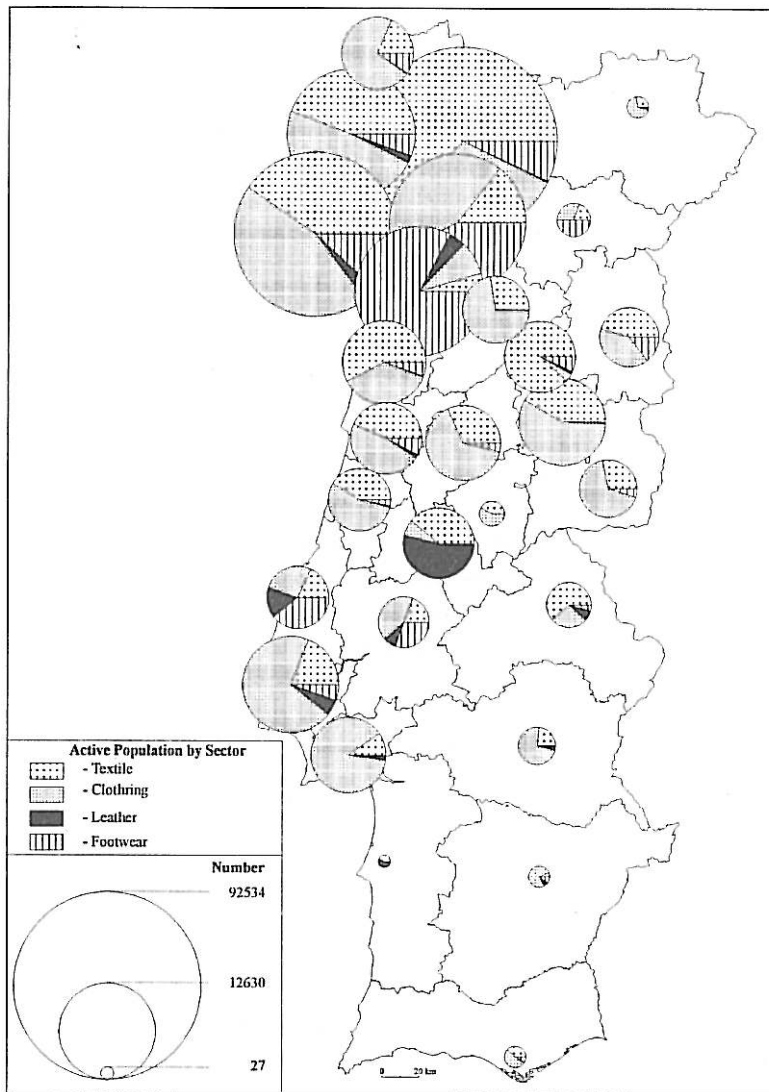 Active Population by Sector
- Textile
- Clothring
- Leather
- Footwear
Number
92534
12630
27
0 20 km